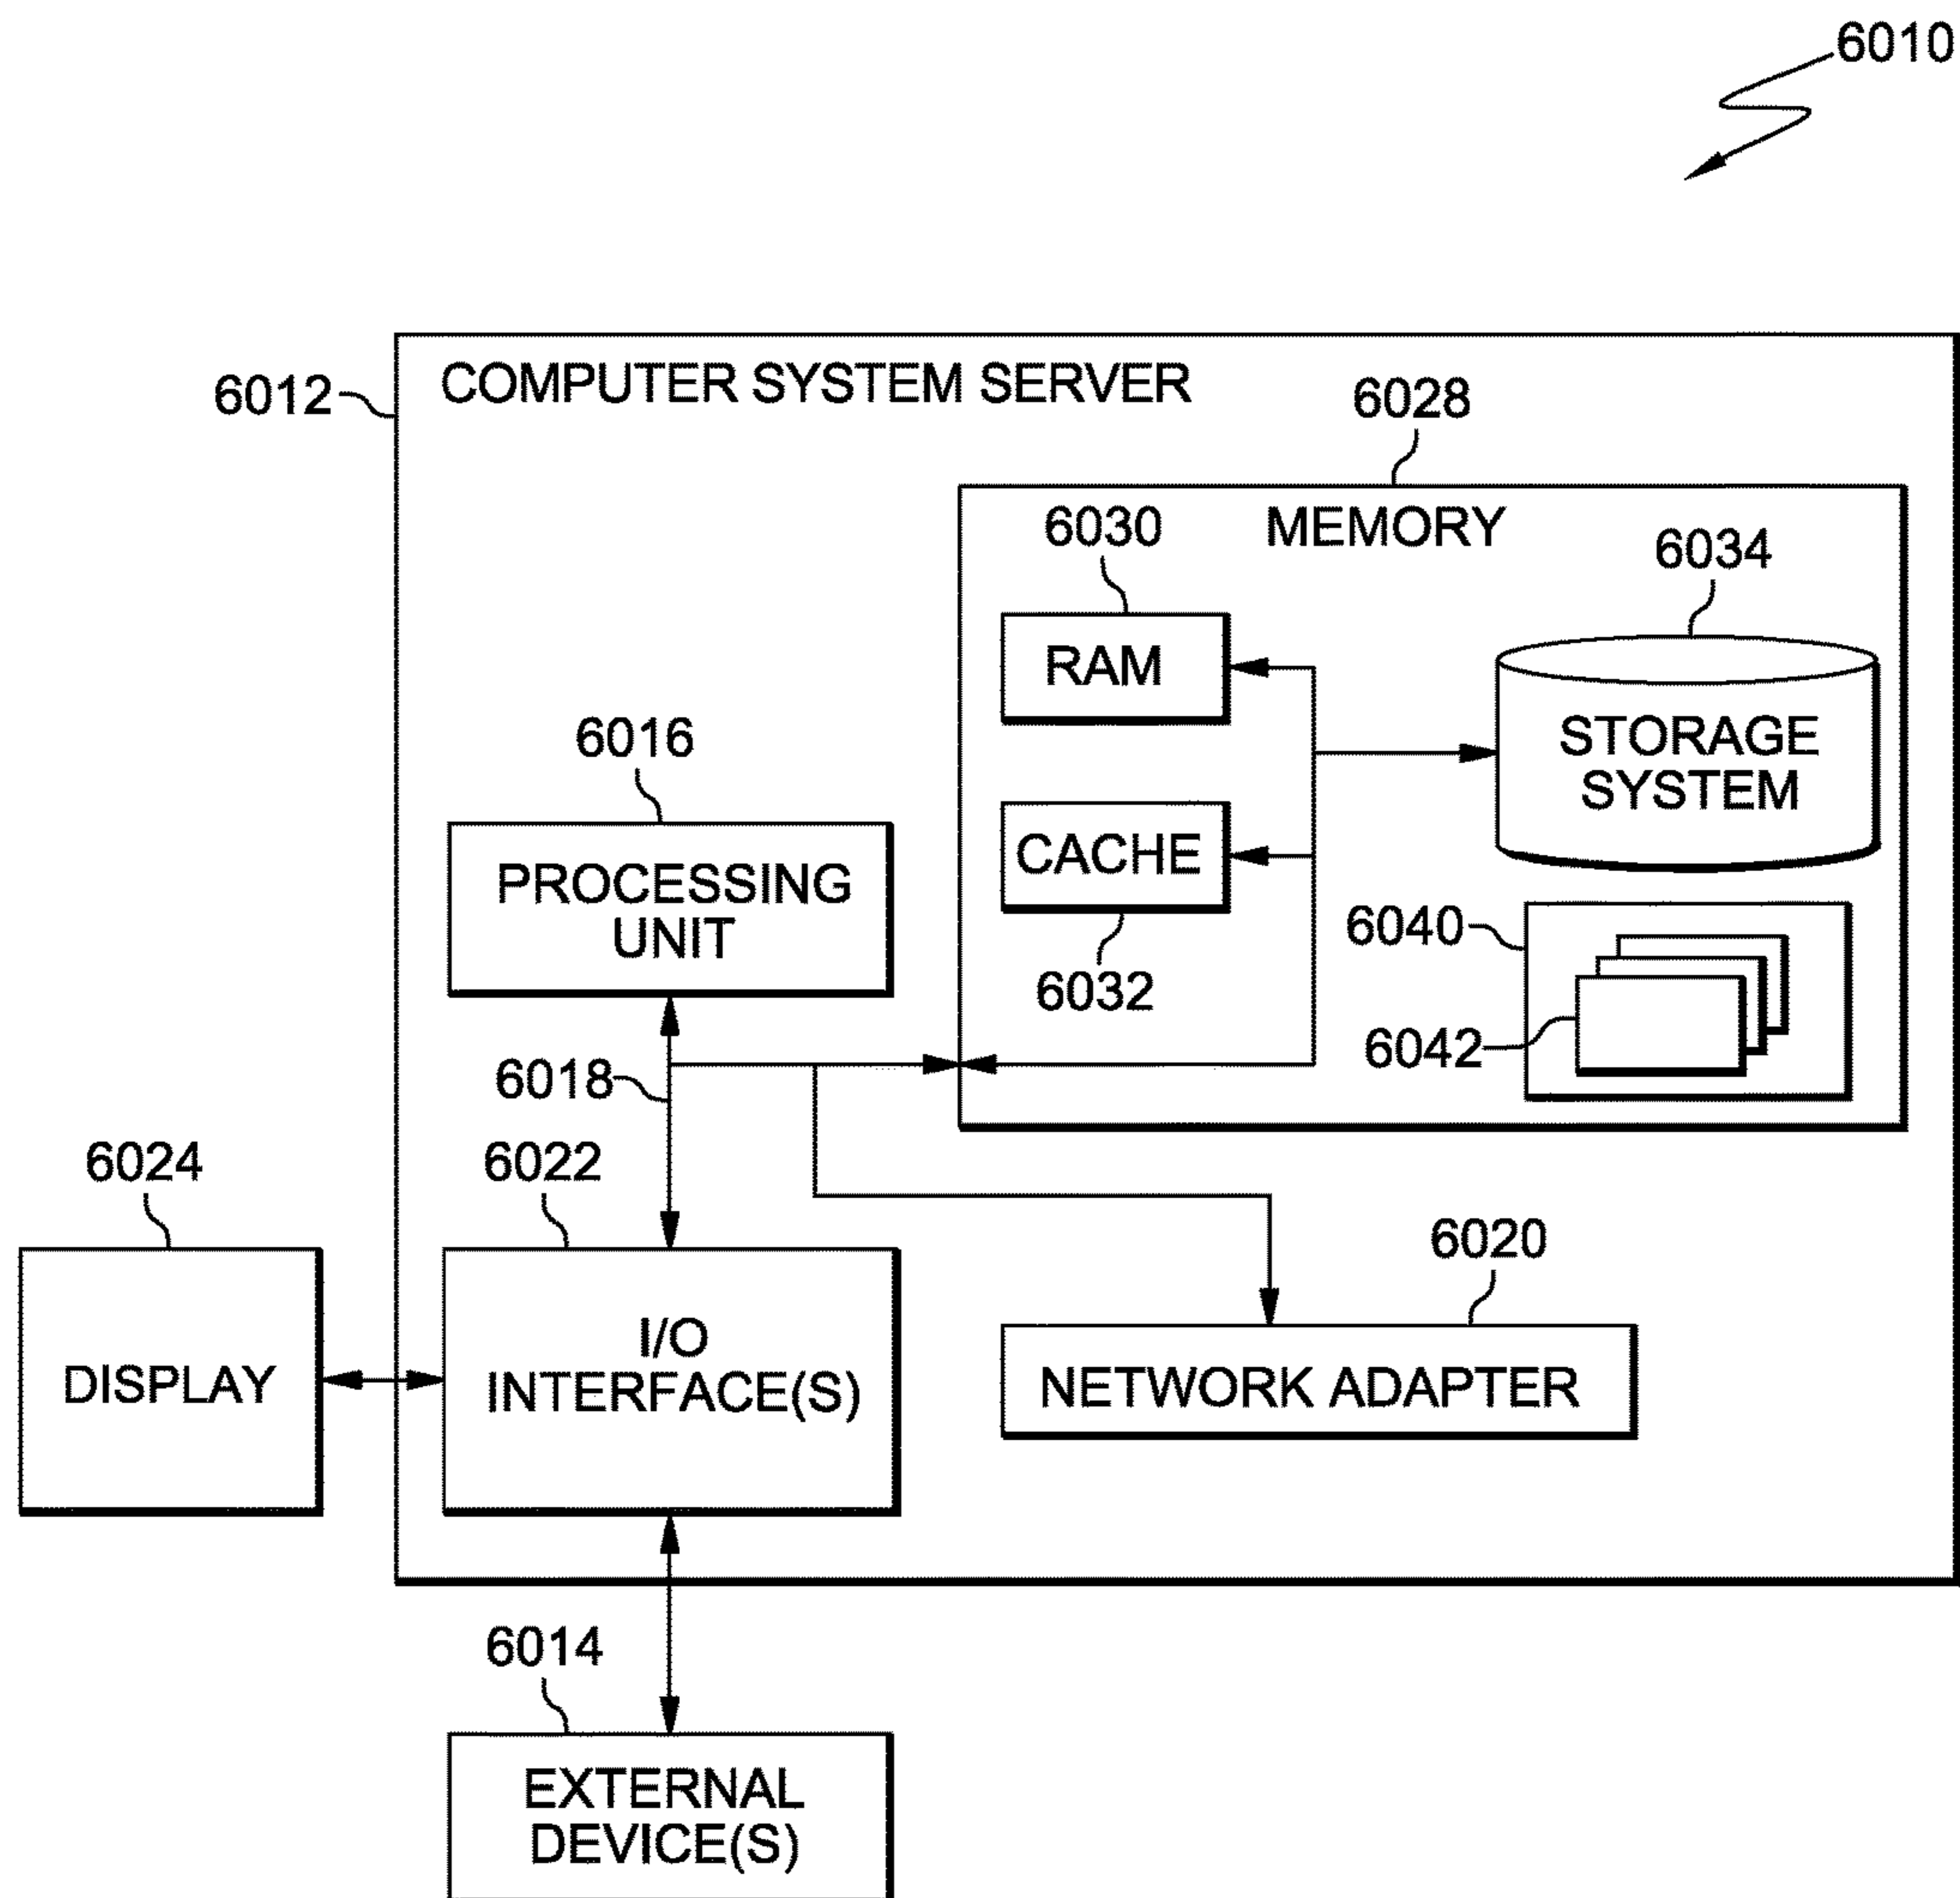 6010
6012
COMPUTER SYSTEM SERVER
6028
6030
MEMORY
6034
RAM
STORAGE
SYSTEM
6016
CACHE
PROCESSING
UNIT
6040
6032
6042
6018
6024
6022
6020
I/O
INTERFACE(S)
DISPLAY
NETWORK ADAPTER
6014
EXTERNAL
DEVICE(S)